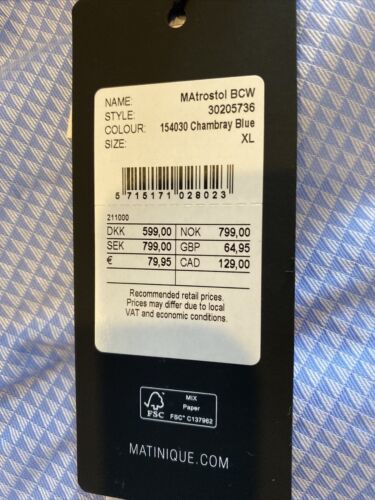 NAME: MAtrostol BCW
STYLE: 30205736
COLOUR: 154030 Chambray Blue
SIZE: XL
5 715171 028023
211000
DKK 599,00 NOK 799,00
SEK 799,00 GBP 64,95
€ 79,95 CAD 129,00
Recommended retail prices.
Prices may differ due to local
VAT and economic conditions.
FSC
MIX
Paper
FSC® C137962
MATINIQUE.COM